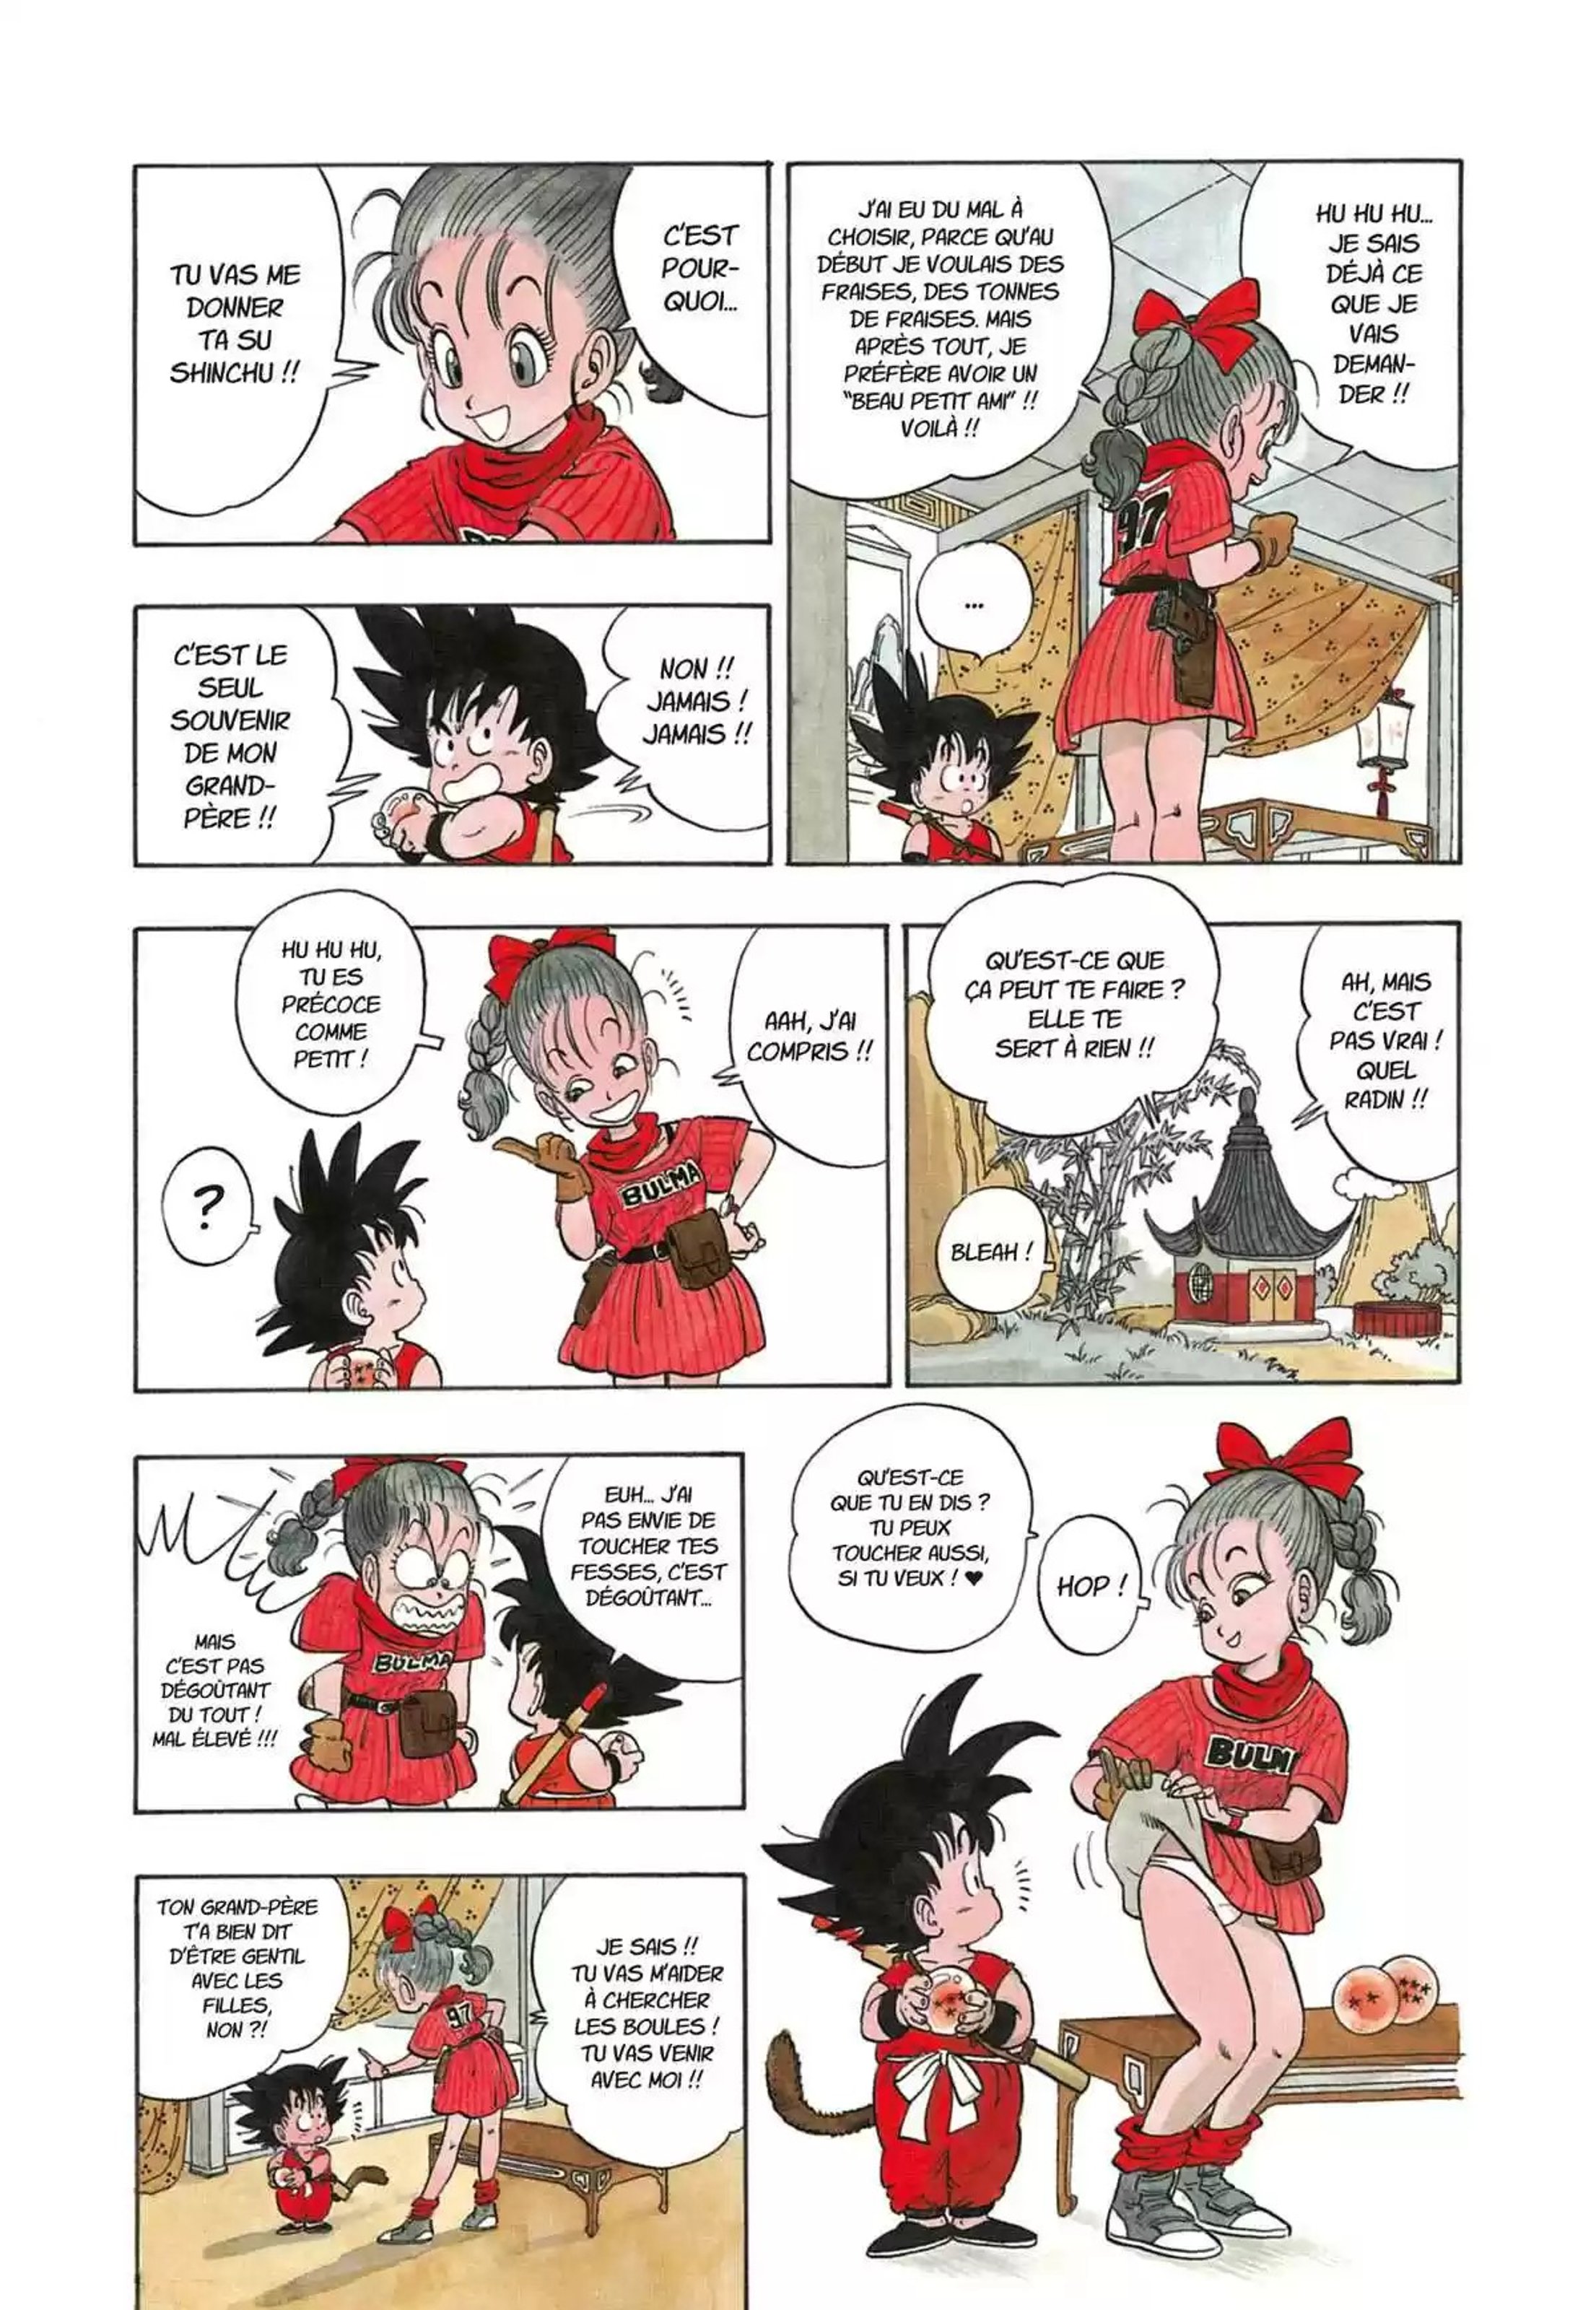 HU HU HU...
JE SAIS
DÉJÀ CE
QUE JE
VAIS
DEMAN-
DER !!
J'AI EU DU MAL À
CHOISIR, PARCE QU'AU
DÉBUT JE VOULAIS DES
FRAISES, DES TONNES
DE FRAISES. MAIS
APRÈS TOUT, JE
PRÉFÈRE AVOIR UN
"BEAU PETIT AMI" !!
VOILÀ !!
97
...
C'EST
POUR-
QUOI...
TU VAS ME
DONNER
TA SU
SHINCHU !!
NON !!
JAMAIS !
JAMAIS !!
C'EST LE
SEUL
SOUVENIR
DE MON
GRAND-
PÈRE !!
AH, MAIS
C'EST
PAS VRAI !
QUEL
RADIN !!
QU'EST-CE QUE
ÇA PEUT TE FAIRE ?
ELLE TE
SERT À RIEN !!
BLEAH !
AAH, J'AI
COMPRIS !!
HU HU HU,
TU ES
PRÉCOCE
COMME
PETIT !
BULMA
?
HOP !
QU'EST-CE
QUE TU EN DIS ?
TU PEUX
TOUCHER AUSSI,
SI TU VEUX ! ♥
BULM
EUH... J'AI
PAS ENVIE DE
TOUCHER TES
FESSES, C'EST
DÉGOÛTANT...
BULMA
MAIS
C'EST PAS
DÉGOÛTANT
DU TOUT !
MAL ÉLEVÉ !!!
JE SAIS !!
TU VAS M'AIDER
À CHERCHER
LES BOULES !
TU VAS VENIR
AVEC MOI !!
TON GRAND-PÈRE
T'A BIEN DIT
D'ÊTRE GENTIL
AVEC LES
FILLES,
NON ?!
97